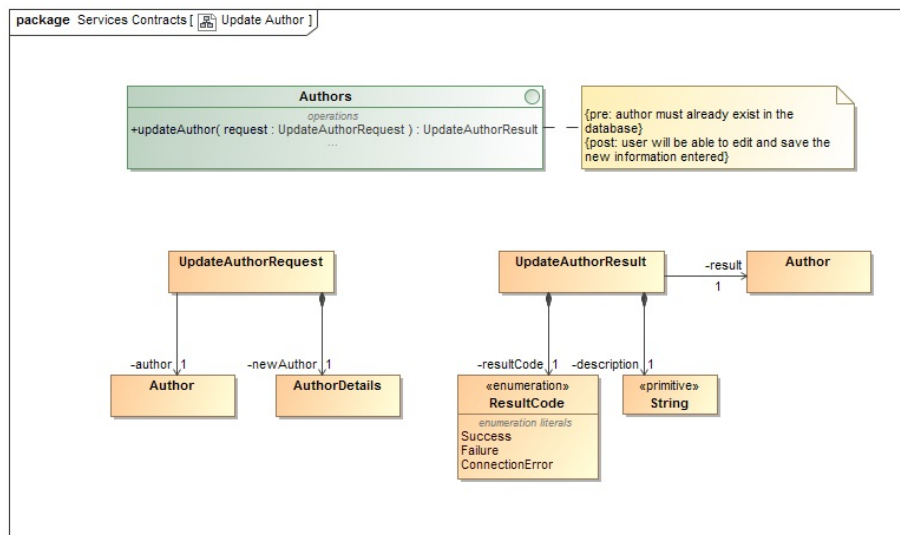 package Services Contracts [ Update Author ]
Authors
operations
+updateAuthor( request : UpdateAuthorRequest ) : UpdateAuthorResult
...
{pre: author must already exist in the
database}
{post: user will be able to edit and save the
new information entered}
UpdateAuthorRequest
UpdateAuthorResult
-result
1
Author
-author 1
-newAuthor 1
-resultCode 1
-description 1
Author
AuthorDetails
«enumeration»
ResultCode
enumeration literals
Success
Failure
ConnectionError
«primitive»
String